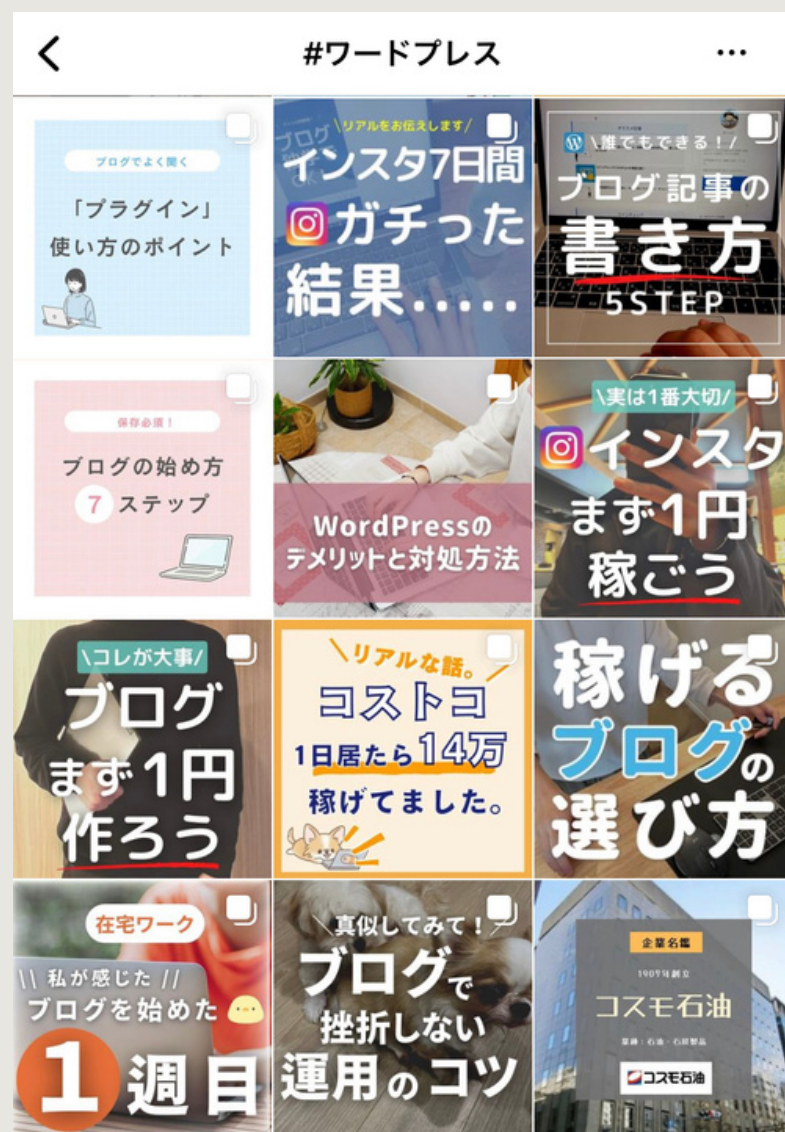 #ワードプレス
ブログでよく聞く
「プラグイン」
使い方のポイント
\リアルをお伝えします/
インスタ7日間
ガチった
結果.....
\誰でもできる!/
ブログ記事の
書き方
5STEP
保存必須!
ブログの始め方
7 ステップ
WordPressの
デメリットと対処方法
\実は1番大切/
インスタ
まず1円
稼ごう
\コレが大事/
ブログ
まず1円
作ろう
\リアルな話。/
コストコ
1日居たら14万
稼げてました。
稼げる
ブログの
選び方
在宅ワーク
\\ 私が感じた //
ブログを始めた
1週目
\真似してみて!/
ブログで
挫折しない
運用のコツ
企業名鑑
コスモ石油
業種:石油・石炭製品
コスモ石油